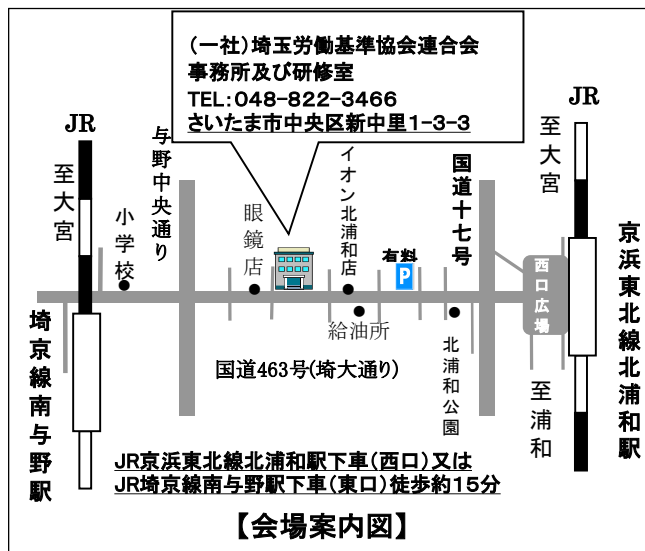 (一社)埼玉労働基準協会連合会
事務所及び研修室
TEL:048-822-3466
さいたま市中央区新中里1-3-3
JR
至大宮
小学校
与野中央通り
眼鏡店
イオン北浦和店
有料
P
国道十七号
JR
至大宮
西口広場
京浜東北線北浦和駅
埼京線南与野駅
給油所
北浦和公園
至浦和
国道463号(埼大通り)
JR京浜東北線北浦和駅下車(西口)又は
JR埼京線南与野駅下車(東口)徒歩約15分
【会場案内図】